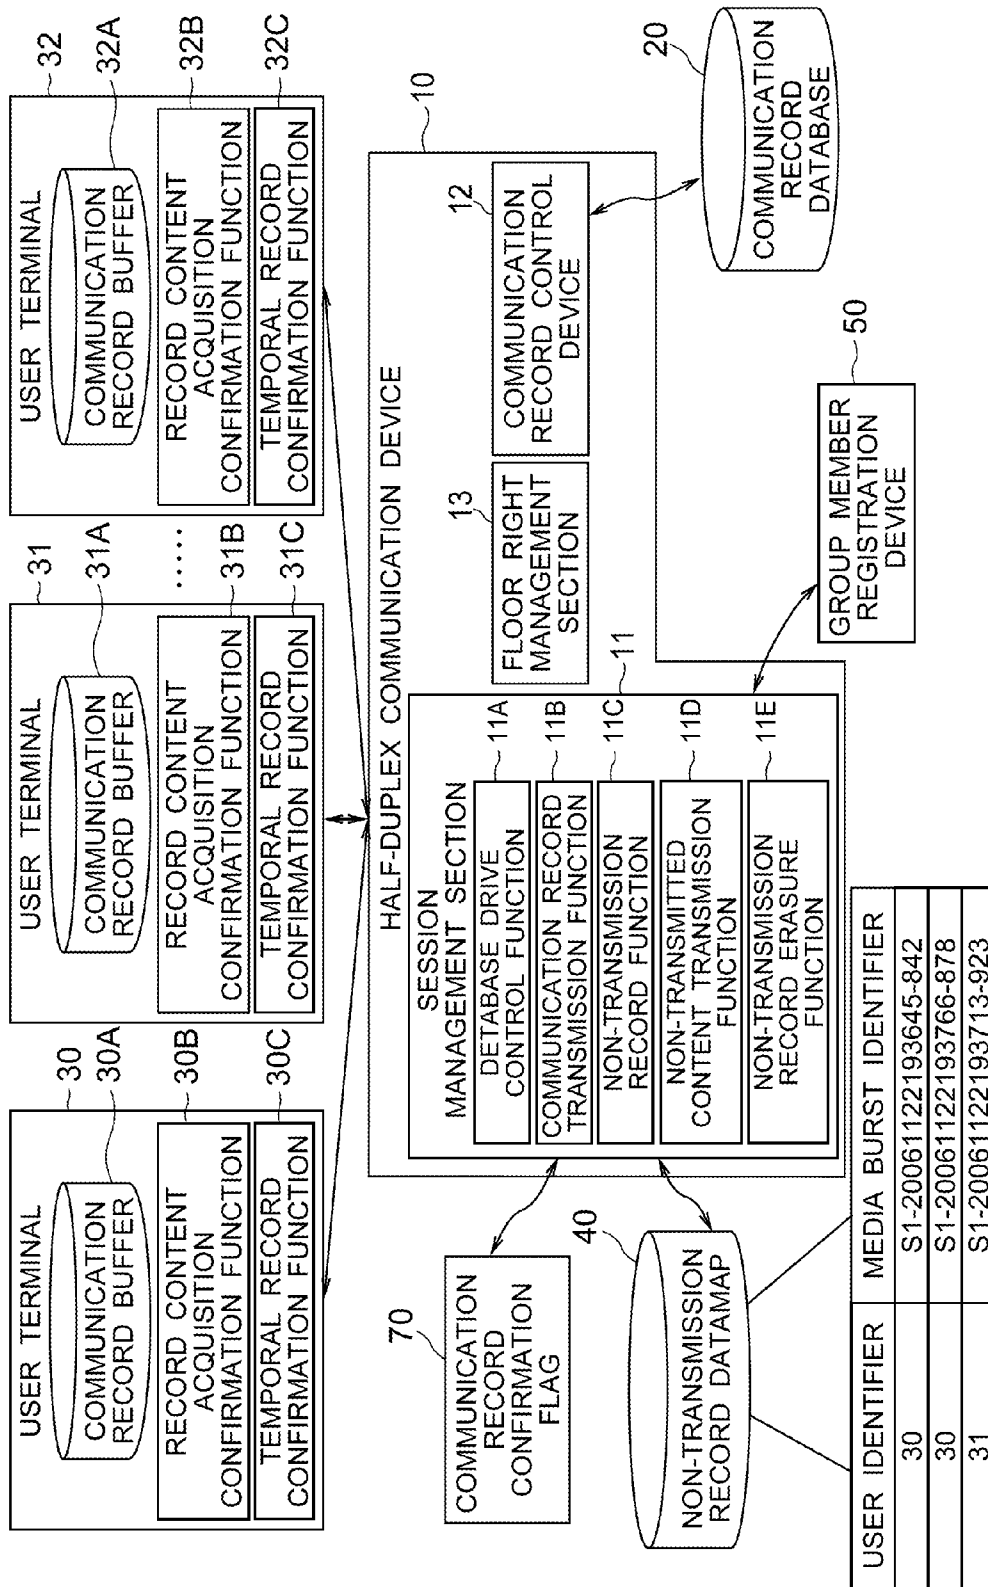 USER TERMINAL
30
COMMUNICATION
RECORD BUFFER
30A
RECORD CONTENT
ACQUISITION
CONFIRMATION FUNCTION
30B
TEMPORAL RECORD
CONFIRMATION FUNCTION
30C
USER TERMINAL
31
COMMUNICATION
RECORD BUFFER
31A
RECORD CONTENT
ACQUISITION
CONFIRMATION FUNCTION
31B
TEMPORAL RECORD
CONFIRMATION FUNCTION
31C
.....
USER TERMINAL
32
COMMUNICATION
RECORD BUFFER
32A
RECORD CONTENT
ACQUISITION
CONFIRMATION FUNCTION
32B
TEMPORAL RECORD
CONFIRMATION FUNCTION
32C
HALF-DUPLEX COMMUNICATION DEVICE
10
SESSION
MANAGEMENT SECTION
11
DETABASE DRIVE
CONTROL FUNCTION
11A
COMMUNICATION RECORD
TRANSMISSION FUNCTION
11B
NON-TRANSMISSION
RECORD FUNCTION
11C
NON-TRANSMITTED
CONTENT TRANSMISSION
FUNCTION
11D
NON-TRANSMISSION
RECORD ERASURE
FUNCTION
11E
FLOOR RIGHT
MANAGEMENT
SECTION
13
COMMUNICATION
RECORD CONTROL
DEVICE
12
COMMUNICATION
RECORD
DATABASE
20
GROUP MEMBER
REGISTRATION
DEVICE
50
70
COMMUNICATION
RECORD
CONFIRMATION
FLAG
40
NON-TRANSMISSION
RECORD DATAMAP
USER IDENTIFIER MEDIA BURST IDENTIFIER
30 S1-20061122193645-842
30 S1-20061122193766-878
31 S1-20061122193713-923